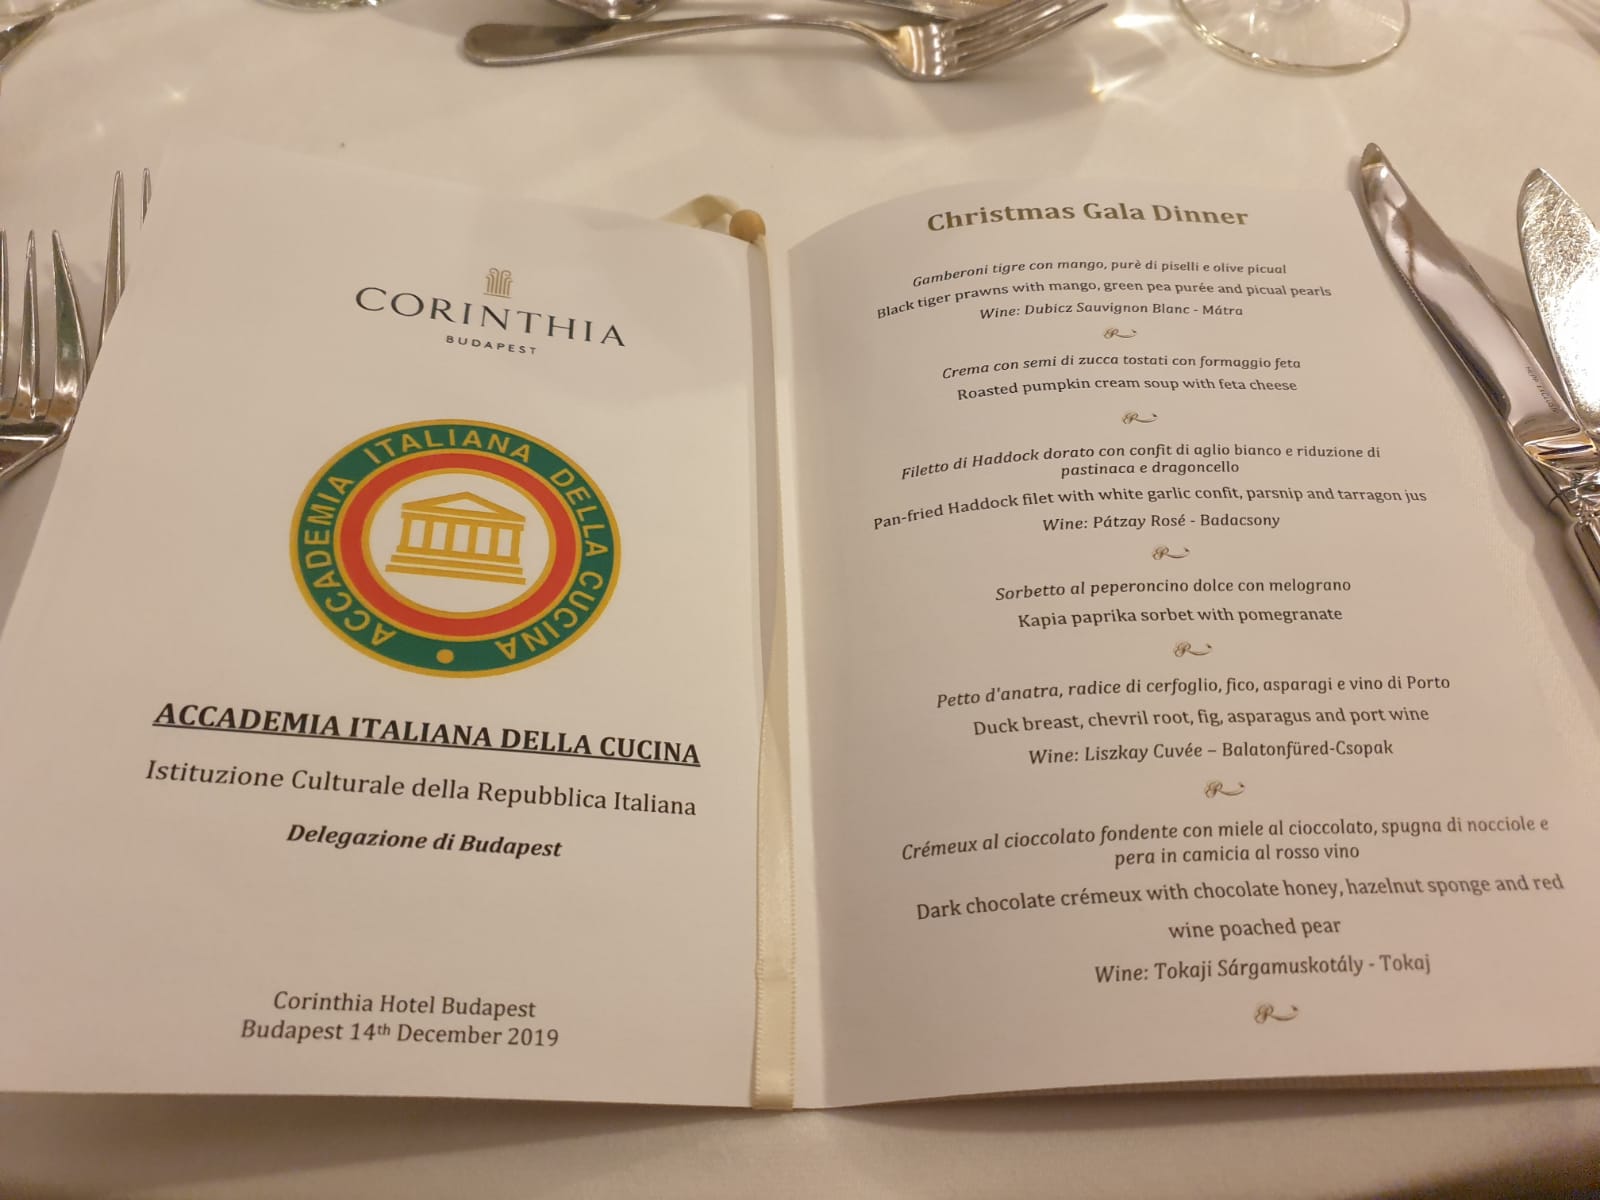 CORINTHIA
BUDAPEST
ACCADEMIA ITALIANA DELLA CUCINA
ACCADEMIA ITALIANA DELLA CUCINA
Istituzione Culturale della Repubblica Italiana
Delegazione di Budapest
Corinthia Hotel Budapest
Budapest 14th December 2019
Christmas Gala Dinner
Gamberoni tigre con mango, purè di piselli e olive picual
Black tiger prawns with mango, green pea purée and picual pearls
Wine: Dubicz Sauvignon Blanc - Mátra
Crema con semi di zucca tostati con formaggio feta
Roasted pumpkin cream soup with feta cheese
Filetto di Haddock dorato con confit di aglio bianco e riduzione di
pastinaca e dragoncello
Pan-fried Haddock filet with white garlic confit, parsnip and tarragon jus
Wine: Pátzay Rosé - Badacsony
Sorbetto al peperoncino dolce con melograno
Kapia paprika sorbet with pomegranate
Petto d'anatra, radice di cerfoglio, fico, asparagi e vino di Porto
Duck breast, chevril root, fig, asparagus and port wine
Wine: Liszkay Cuvée – Balatonfüred-Csopak
Crémeux al cioccolato fondente con miele al cioccolato, spugna di nocciole e
pera in camicia al rosso vino
Dark chocolate crémeux with chocolate honey, hazelnut sponge and red
wine poached pear
Wine: Tokaji Sárgamuskotály - Tokaj